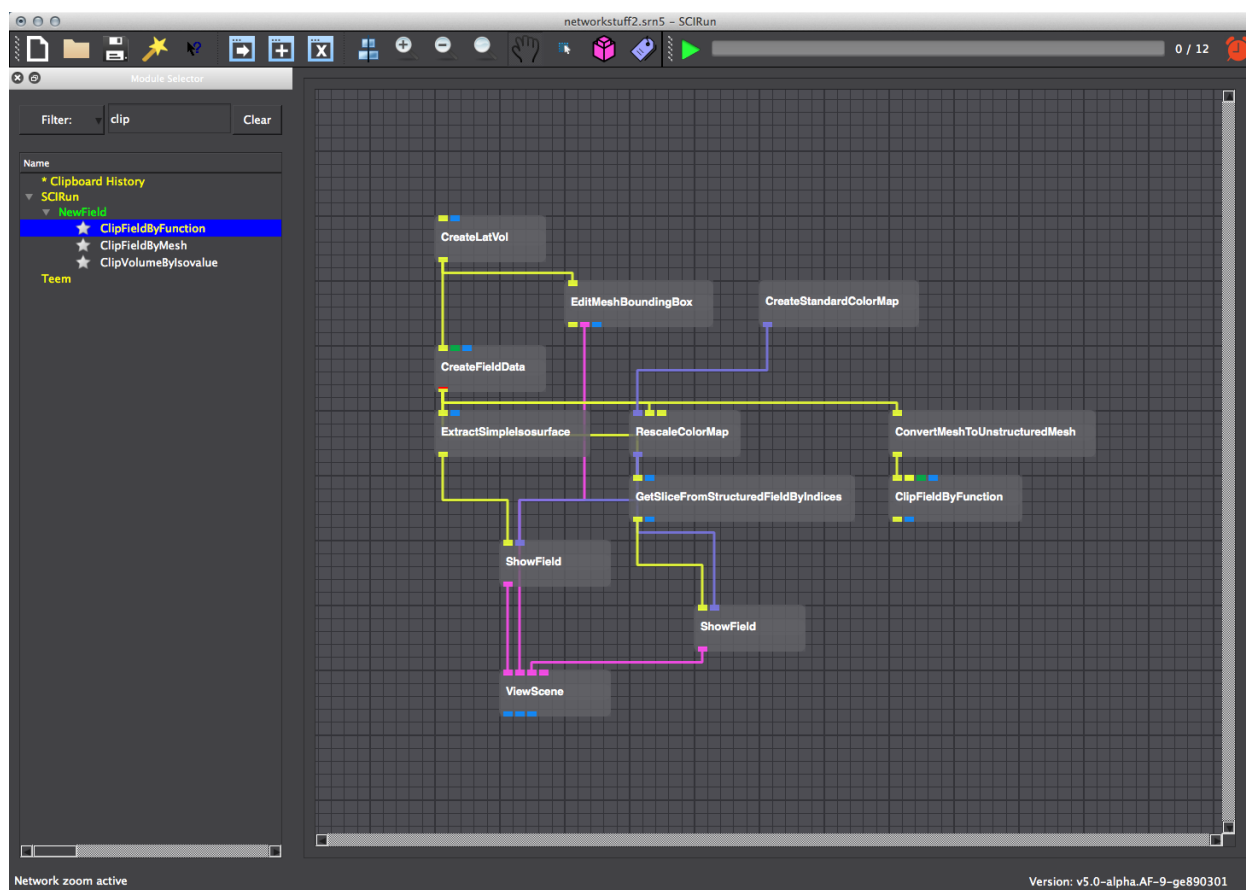 networkstuff2.srn5 – SCIRun
0 / 12
Module Selector
Filter:
clip
Clear
Name
* Clipboard History
SCIRun
NewField
ClipFieldByFunction
ClipFieldByMesh
ClipVolumeByIsovalue
Teem
CreateLatVol
EditMeshBoundingBox
CreateStandardColorMap
CreateFieldData
ExtractSimpleIsosurface
RescaleColorMap
ConvertMeshToUnstructuredMesh
GetSliceFromStructuredFieldByIndices
ClipFieldByFunction
ShowField
ShowField
ViewScene
Network zoom active
Version: v5.0-alpha.AF-9-ge890301